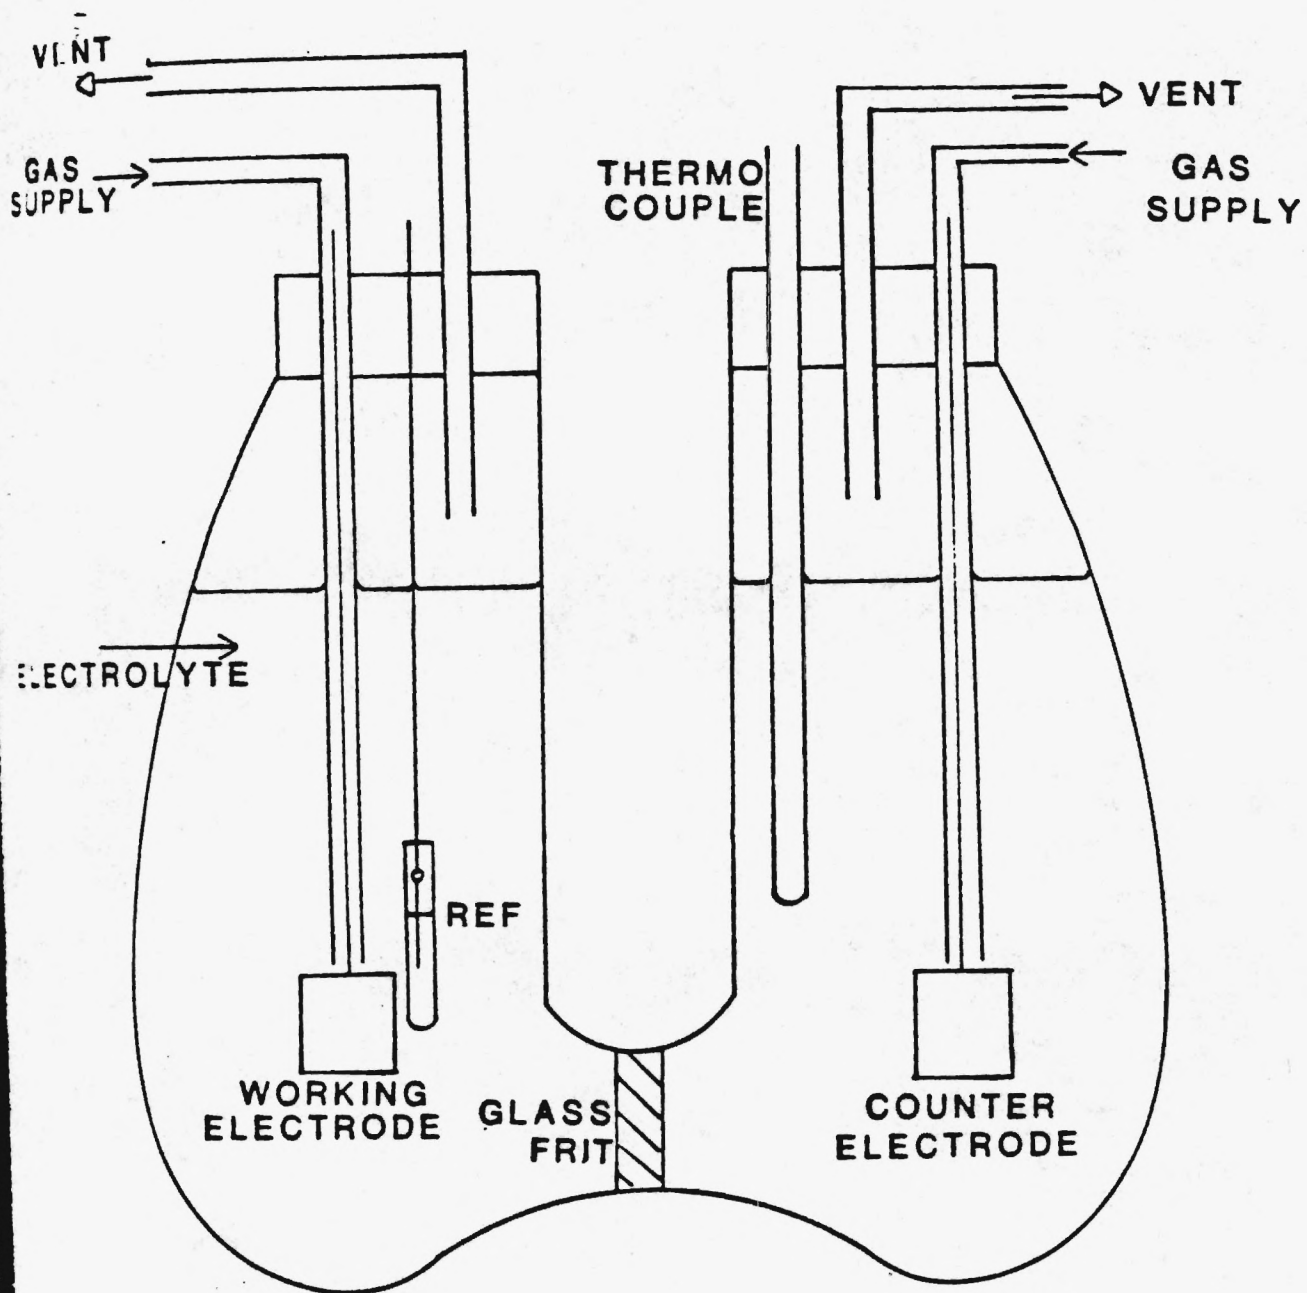 VENT
GAS
SUPPLY
THERMO
COUPLE
VENT
GAS
SUPPLY
ELECTROLYTE
REF
WORKING
ELECTRODE
GLASS
FRIT
COUNTER
ELECTRODE